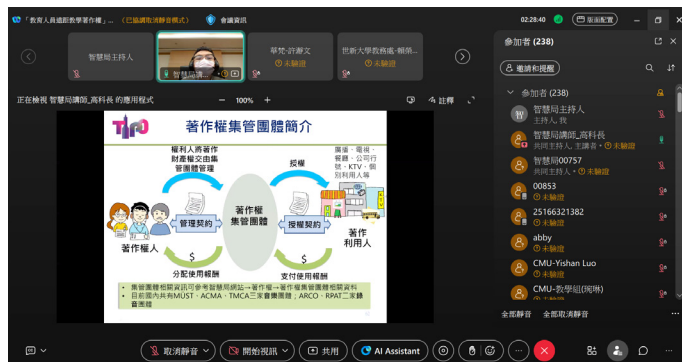 「教育人員遠距教學著作權」...
(已協調取消靜音模式)
會議資訊
02:28:40
版面配置
智慧局主持人
智慧局講...
華梵-許灝文
未驗證
世新大學教務處-賴榮...
未驗證
正在檢視 智慧局講師_高科長 的應用程式
100%
註釋
TIPO
著作權集管團體簡介
權利人將著作
財產權交由集
管團體管理
授權
廣播、電視、
餐廳、公司行
號、KTV、個
別利用人等
KTV
管理契約
著作權
集管團體
授權契約
著作權人
著作
利用人
$
$
分配使用報酬
支付使用報酬
• 集管團體相關資訊可參考智慧局網站→著作權→著作權集管團體相關資料
• 目前國內共有MUST、ACMA、TMCA三家音樂團體；ARCO、RPAT二家錄
音團體
參加者 (238)
邀請和提醒
參加者 (238)
智
智慧局主持人
主持人, 我
智慧局講師_高科長
共同主持人, 主講者 • 未驗證
智慧局00757
共同主持人 • 未驗證
00853
未驗證
25166321382
未驗證
abby
未驗證
CMU-Yishan Luo
未驗證
CMU-教學組(琬琳)
未驗證
全部靜音
全部取消靜音
取消靜音
開始視訊
共用
AI Assistant